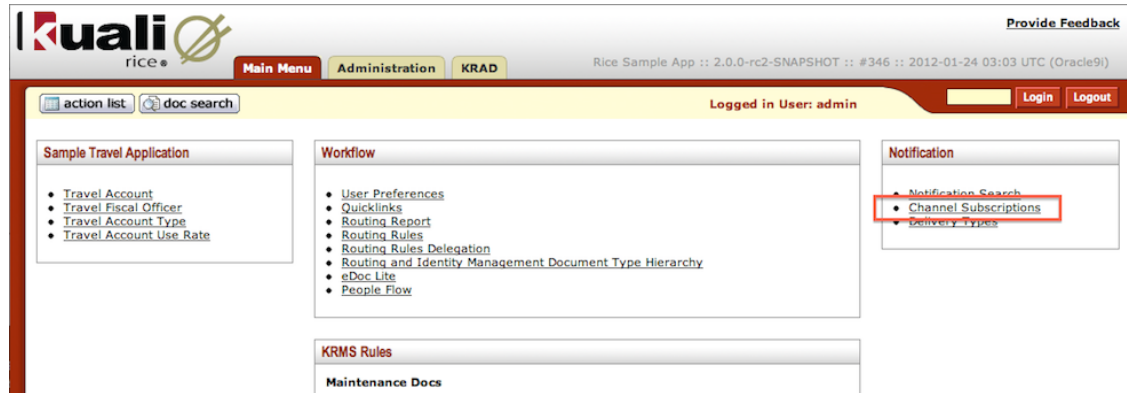 kuali
rice
Provide Feedback
Main Menu
Administration
KRAD
Rice Sample App :: 2.0.0-rc2-SNAPSHOT :: #346 :: 2012-01-24 03:03 UTC (Oracle9i)
action list
doc search
Logged in User: admin
Login
Logout
Sample Travel Application
Travel Account
Travel Fiscal Officer
Travel Account Type
Travel Account Use Rate
Workflow
User Preferences
Quicklinks
Routing Report
Routing Rules
Routing Rules Delegation
Routing and Identity Management Document Type Hierarchy
eDoc Lite
People Flow
Notification
Notification Search
Channel Subscriptions
Delivery Types
KRMS Rules
Maintenance Docs